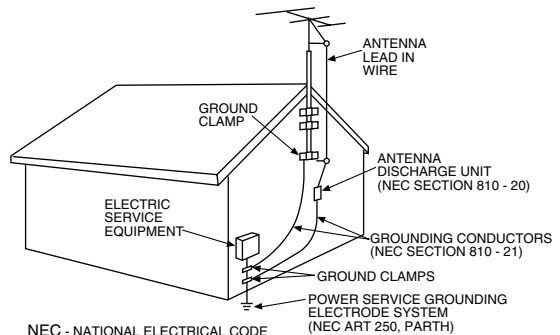 ANTENNA
LEAD IN
WIRE
GROUND
CLAMP
ANTENNA
DISCHARGE UNIT
(NEC SECTION 810 - 20)
ELECTRIC
SERVICE
EQUIPMENT
GROUNDING CONDUCTORS
(NEC SECTION 810 - 21)
GROUND CLAMPS
POWER SERVICE GROUNDING
ELECTRODE SYSTEM
(NEC ART 250, PARTH)
NEC - NATIONAL ELECTRICAL CODE